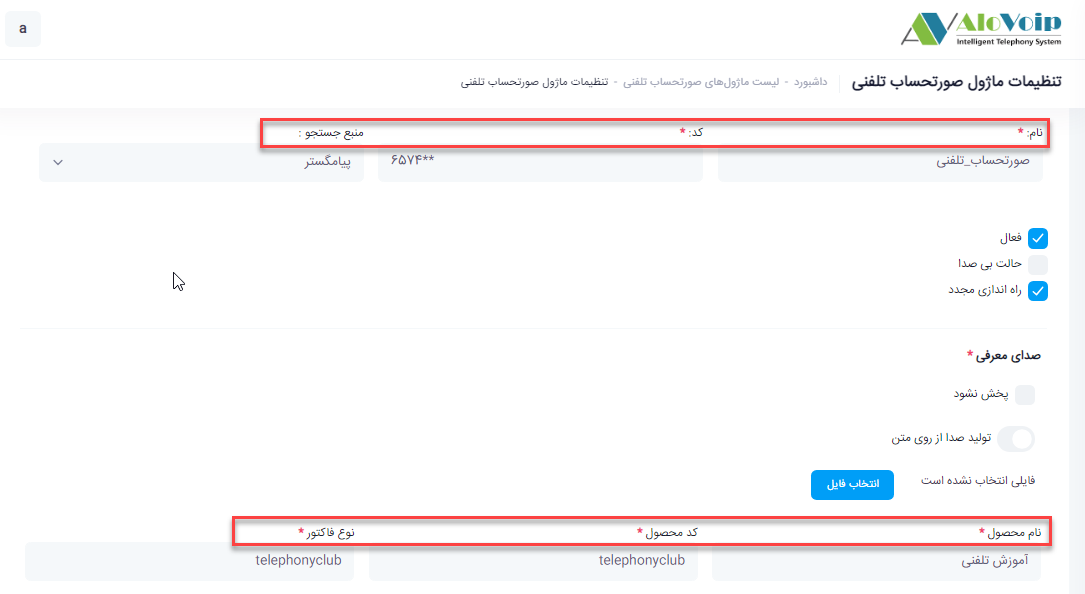 a
AloVoip
Intelligent Telephony System
تنظیمات ماژول صورتحساب تلفنی
داشبورد - لیست ماژول‌های صورتحساب تلفنی - تنظیمات ماژول صورتحساب تلفنی
نام: * کد: * منبع جستجو :
صورتحساب_تلفنی ۶۵۷۴** پیامگستر
فعال
حالت بی صدا
راه اندازی مجدد
صدای معرفی *
پخش نشود
تولید صدا از روی متن
فایلی انتخاب نشده است انتخاب فایل
نام محصول * کد محصول * نوع فاکتور *
آموزش تلفنی telephonyclub telephonyclub